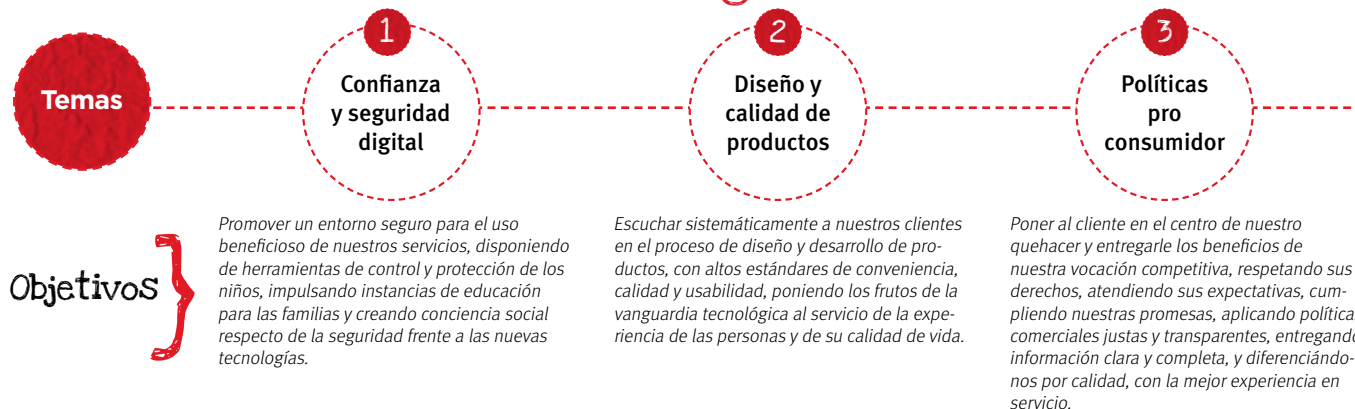 Temas
1
Confianza
y seguridad
digital
2
Diseño y
calidad de
productos
3
Políticas
pro
consumidor
Objetivos
Promover un entorno seguro para el uso
beneficioso de nuestros servicios, disponiendo
de herramientas de control y protección de los
niños, impulsando instancias de educación
para las familias y creando conciencia social
respecto de la seguridad frente a las nuevas
tecnologías.
Escuchar sistemáticamente a nuestros clientes
en el proceso de diseño y desarrollo de pro-
ductos, con altos estándares de conveniencia,
calidad y usabilidad, poniendo los frutos de la
vanguardia tecnológica al servicio de la expe-
riencia de las personas y de su calidad de vida.
Poner al cliente en el centro de nuestro
quehacer y entregarle los beneficios de
nuestra vocación competitiva, respetando sus
derechos, atendiendo sus expectativas, cum-
pliendo nuestras promesas, aplicando política
comerciales justas y transparentes, entregand
información clara y completa, y diferenciándo-
nos por calidad, con la mejor experiencia en
servicio.